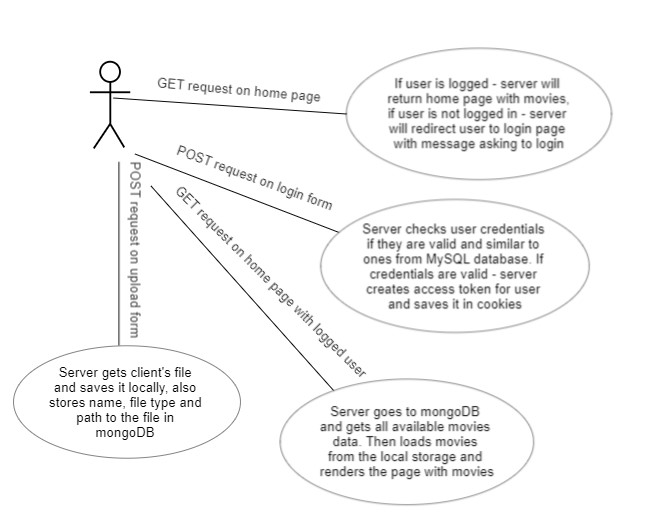 GET request on home page
If user is logged - server will
return home page with movies,
if user is not logged in - server
will redirect user to login page
with message asking to login
POST request on login form
Server checks user credentials
if they are valid and similar to
ones from MySQL database. If
credentials are valid - server
creates access token for user
and saves it in cookies
GET request on home page with logged user
Server goes to mongoDB
and gets all available movies
data. Then loads movies
from the local storage and
renders the page with movies
POST request on upload form
Server gets client's file
and saves it locally, also
stores name, file type and
path to the file in
mongoDB